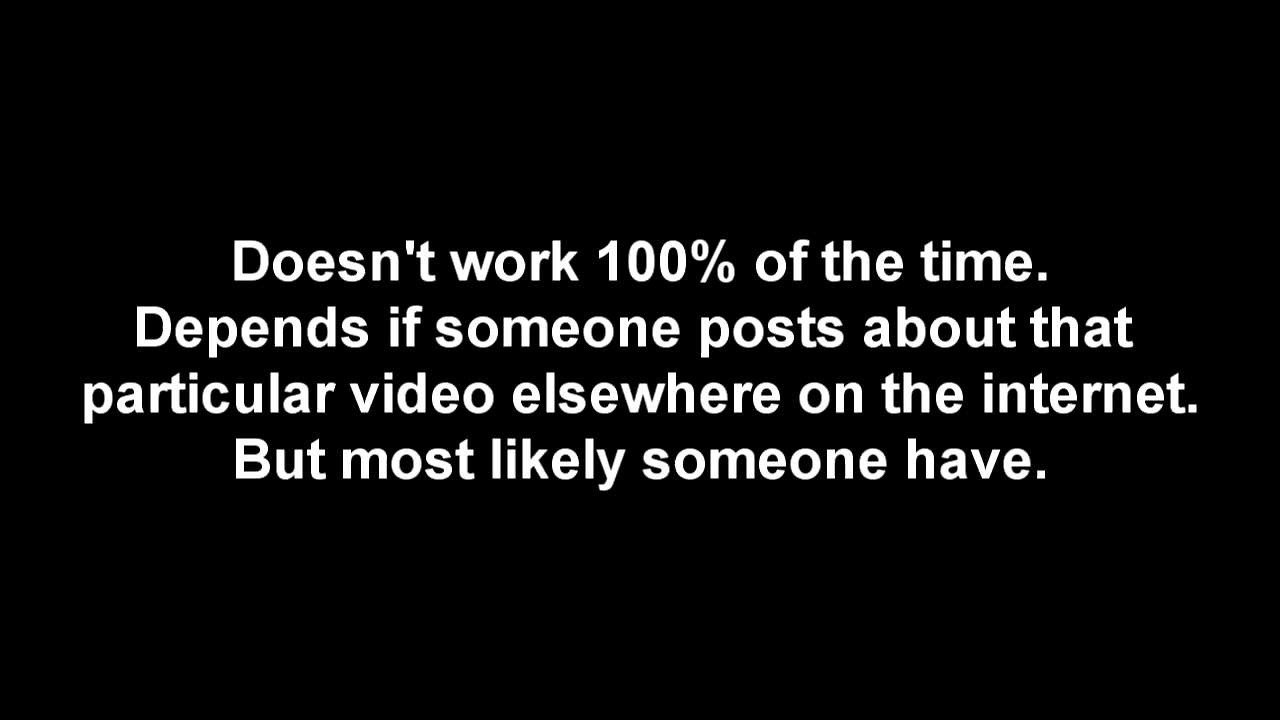 Doesn't work 100% of the time.
Depends if someone posts about that
particular video elsewhere on the internet.
But most likely someone have.